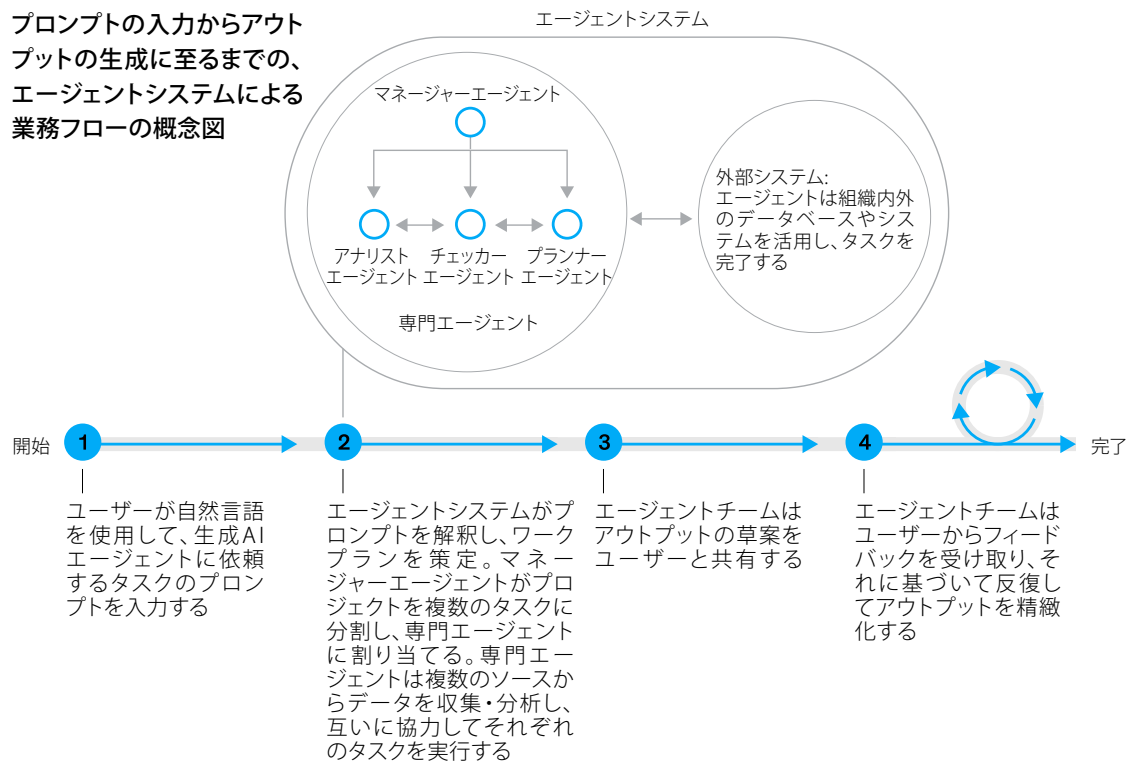 プロンプトの入力からアウト
プットの生成に至るまでの、
エージェントシステムによる
業務フローの概念図
エージェントシステム
マネージャーエージェント
アナリスト
エージェント
チェッカー
エージェント
プランナー
エージェント
専門エージェント
外部システム:
エージェントは組織内外
のデータベースやシス
テムを活用し、タスクを
完了する
開始
1
2
3
4
完了
ユーザーが自然言語
を使用して、生成AI
エージェントに依頼
するタスクのプロン
プトを入力する
エージェントシステムがプ
ロンプトを解釈し、ワーク
プランを策定。マネー
ジャーエージェントがプロ
ジェクトを複数のタスクに
分割し、専門エージェント
に割り当てる。専門エー
ジェントは複数のソースか
らデータを収集・分析し、
互いに協力してそれぞれ
のタスクを実行する
エージェントチームは
アウトプットの草案を
ユーザーと共有する
エージェントチームは
ユーザーからフィード
バックを受け取り、そ
れに基づいて反復し
てアウトプットを精緻
化する